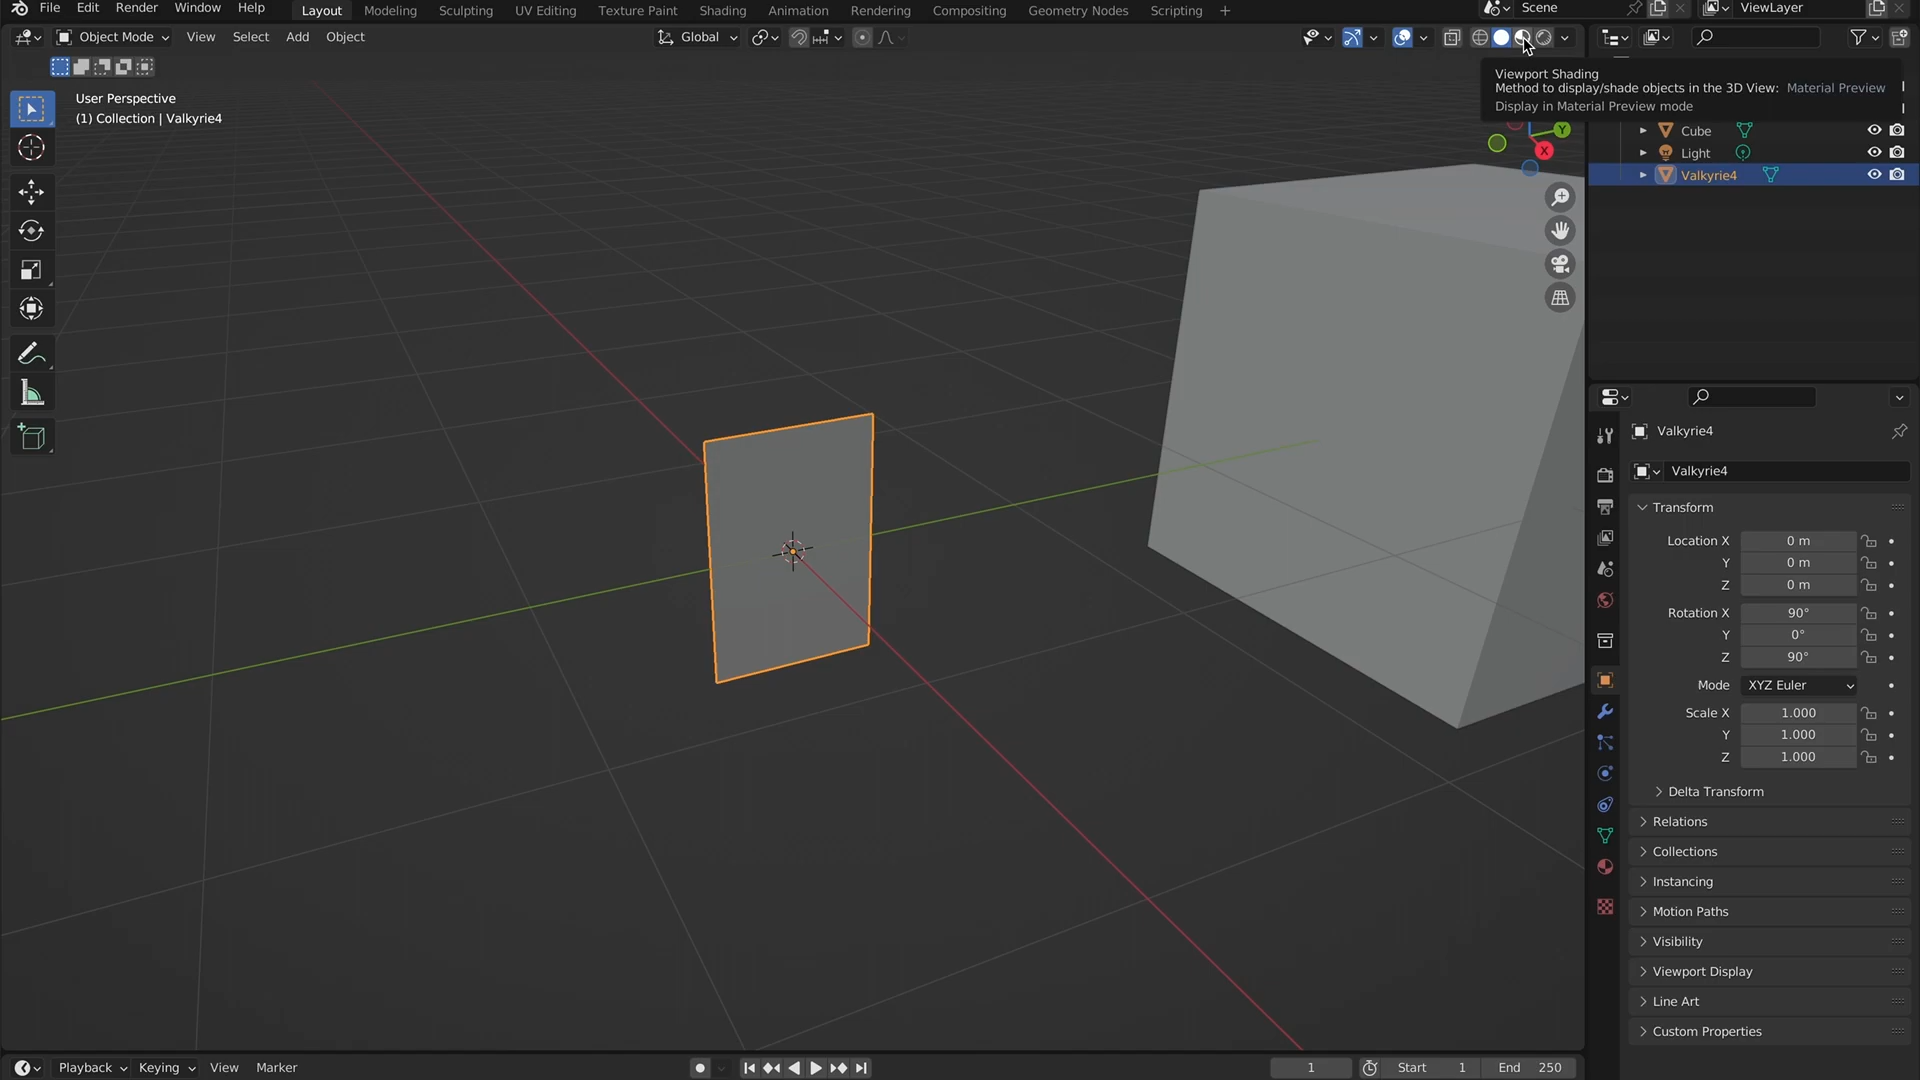 File Edit Render Window Help Layout Modeling Sculpting UV Editing Texture Paint Shading Animation Rendering Compositing Geometry Nodes Scripting + Scene ViewLayer
Object Mode View Select Add Object Global
User Perspective
(1) Collection | Valkyrie4
Viewport Shading
Method to display/shade objects in the 3D View: Material Preview
Display in Material Preview mode
Y
X
Cube
Light
Valkyrie4
Valkyrie4
Valkyrie4
Transform
Location X 0 m
Y 0 m
Z 0 m
Rotation X 90°
Y 0°
Z 90°
Mode XYZ Euler
Scale X 1.000
Y 1.000
Z 1.000
Delta Transform
Relations
Collections
Instancing
Motion Paths
Visibility
Viewport Display
Line Art
Custom Properties
Playback Keying View Marker 1 Start 1 End 250